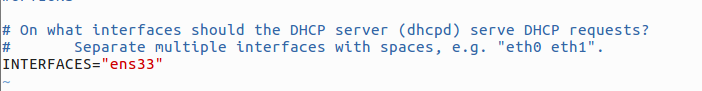 # On what interfaces should the DHCP server (dhcpd) serve DHCP requests?
#       Separate multiple interfaces with spaces, e.g. "eth0 eth1".
INTERFACES="ens33"
~